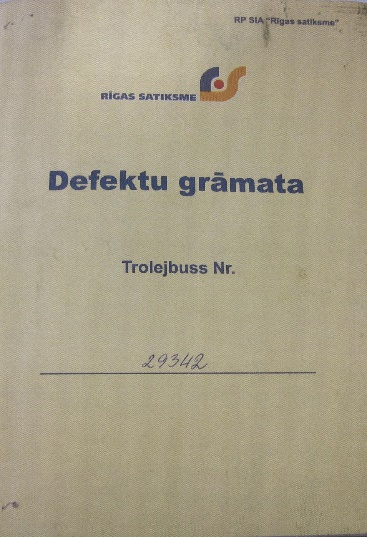 RP SIA "Rīgas satiksme"
RĪGAS SATIKSME
Defektu grāmata
Trolejbuss Nr.
29342